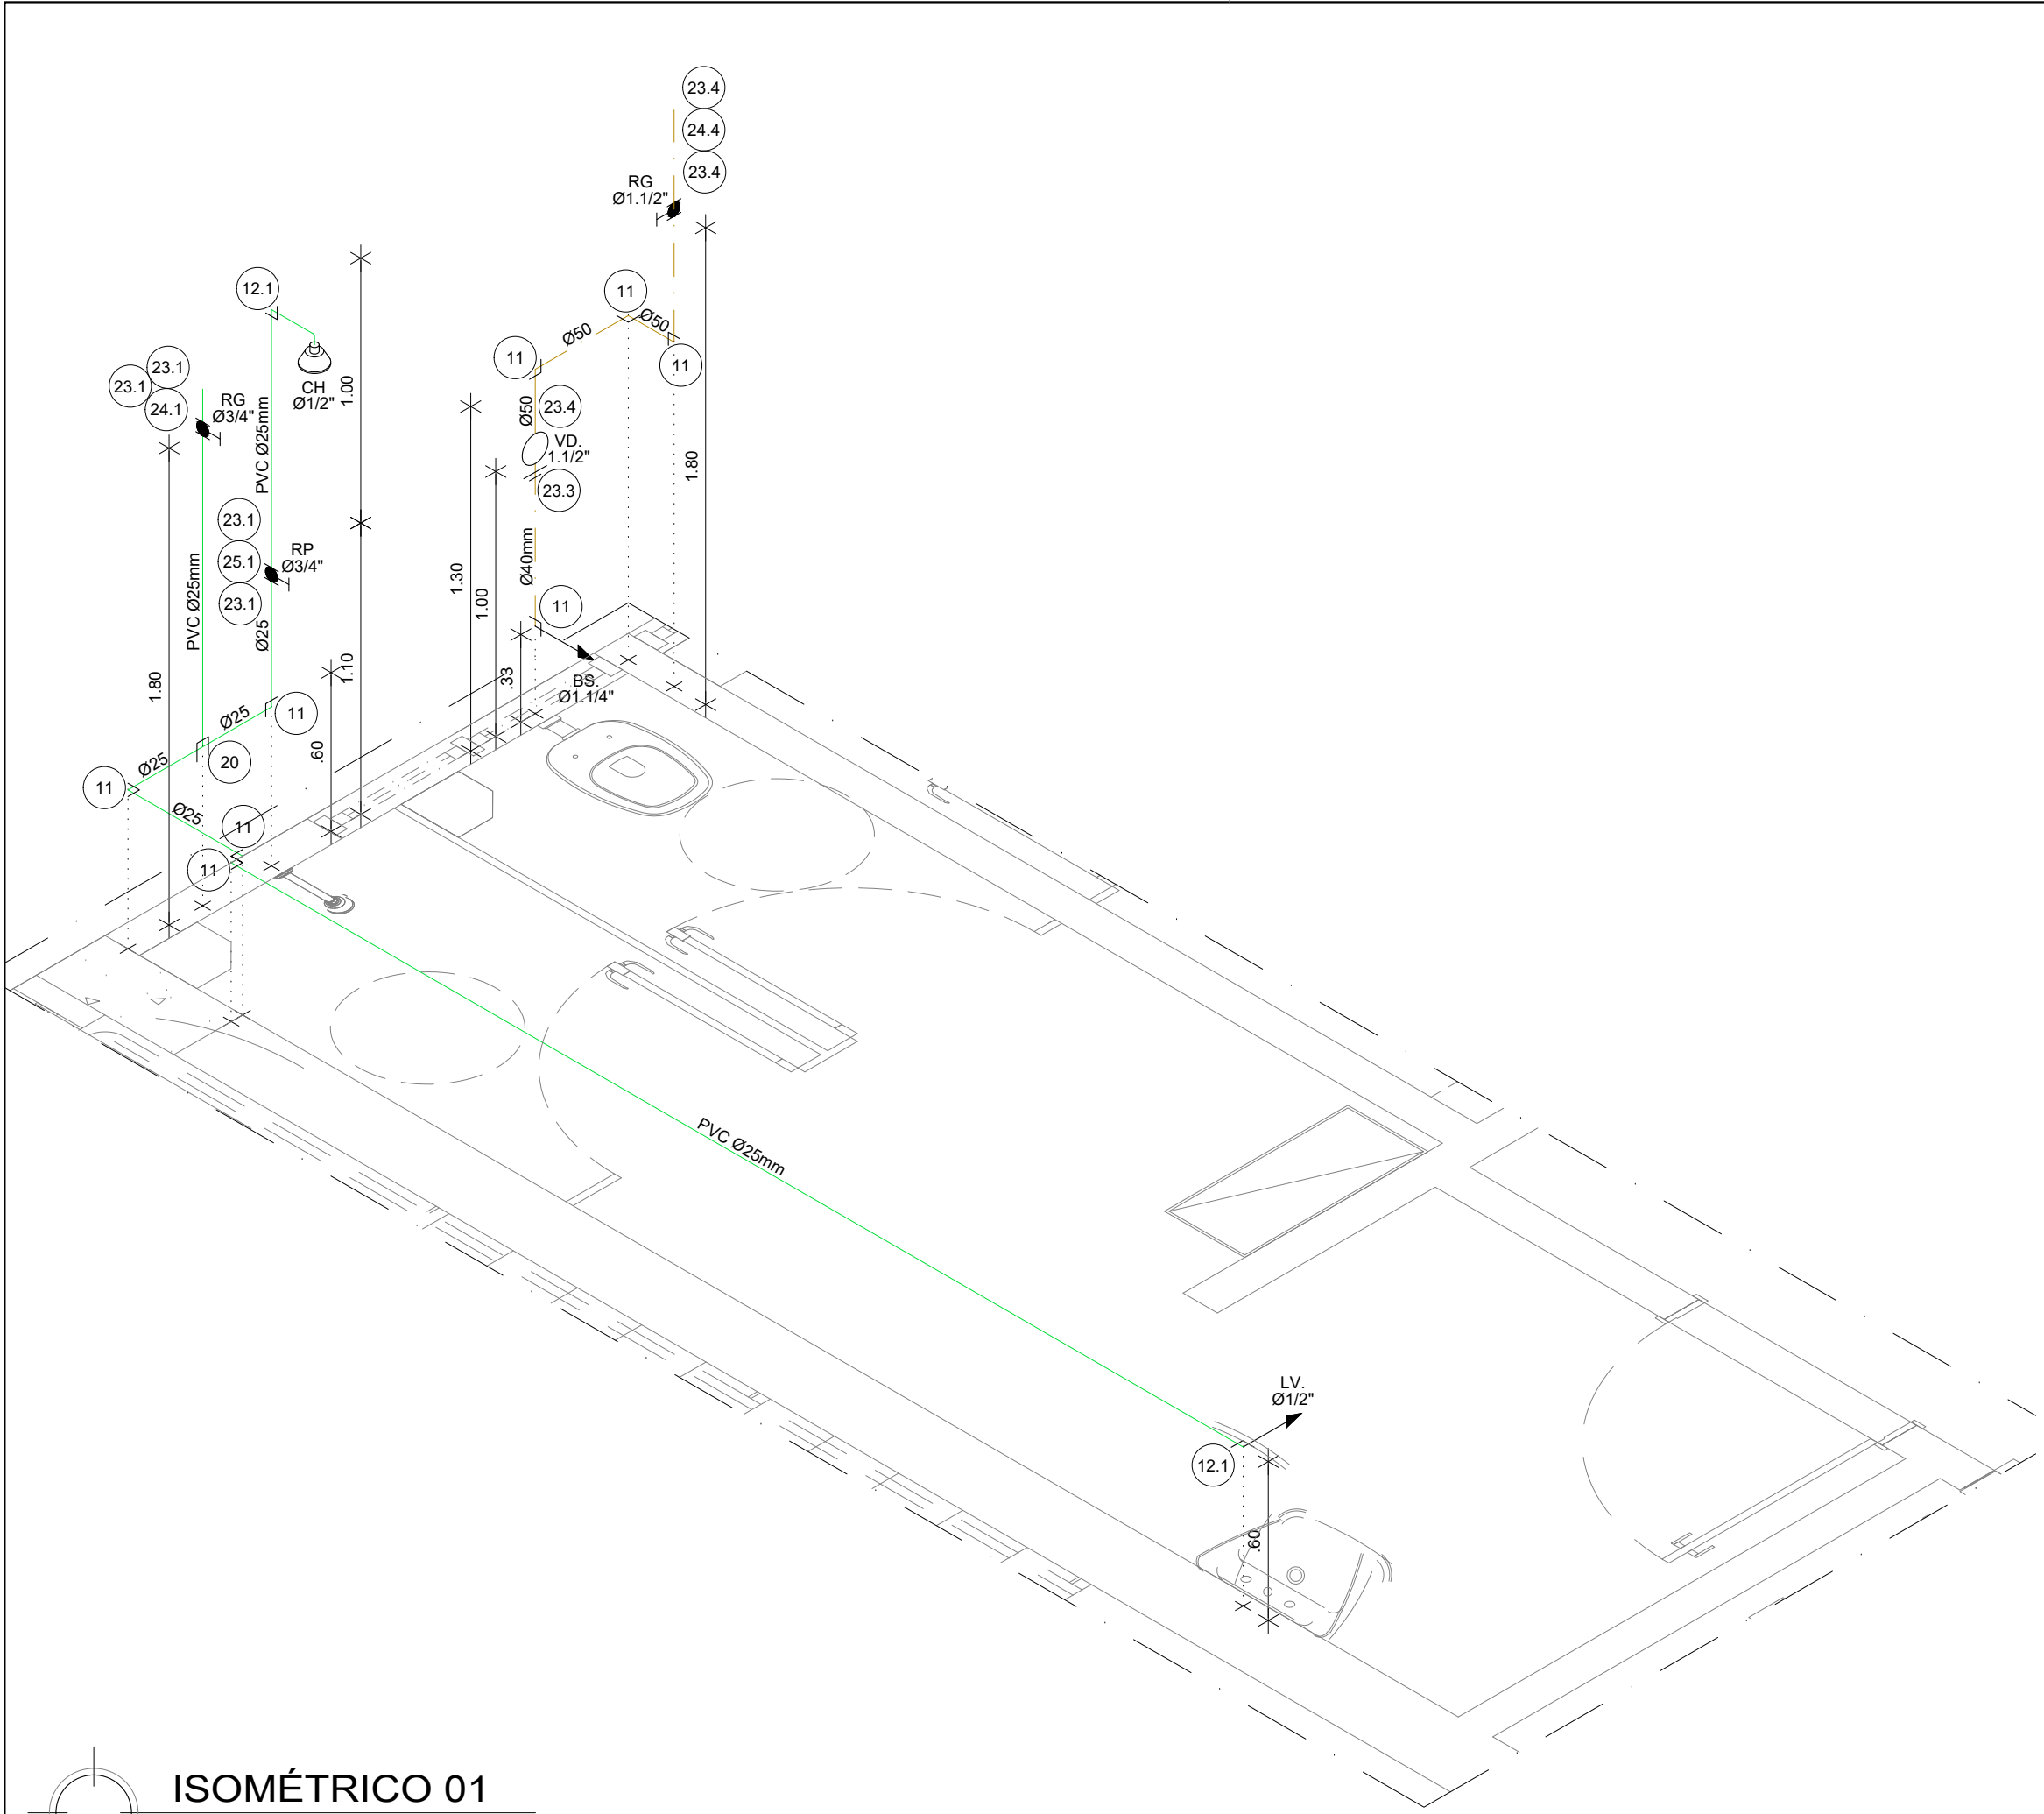 23.4
24.4
23.4
RG
Ø1.1/2"
12.1
11
Ø50
Ø50
11
11
CH
Ø1/2"
1.00
23.1
23.1
24.1
RG
Ø3/4"
PVC Ø25mm
Ø50
23.4
VD.
1.1/2"
23.3
1.80
23.1
25.1
23.1
RP
Ø3/4"
PVC Ø25mm
Ø25
1.30
1.00
Ø40mm
11
1.80
1.10
.60
.33
BS.
Ø1.1/4"
Ø25
11
20
Ø25
11
Ø25
11
11
PVC Ø25mm
LV.
Ø1/2"
12.1
.60
ISOMÉTRICO 01